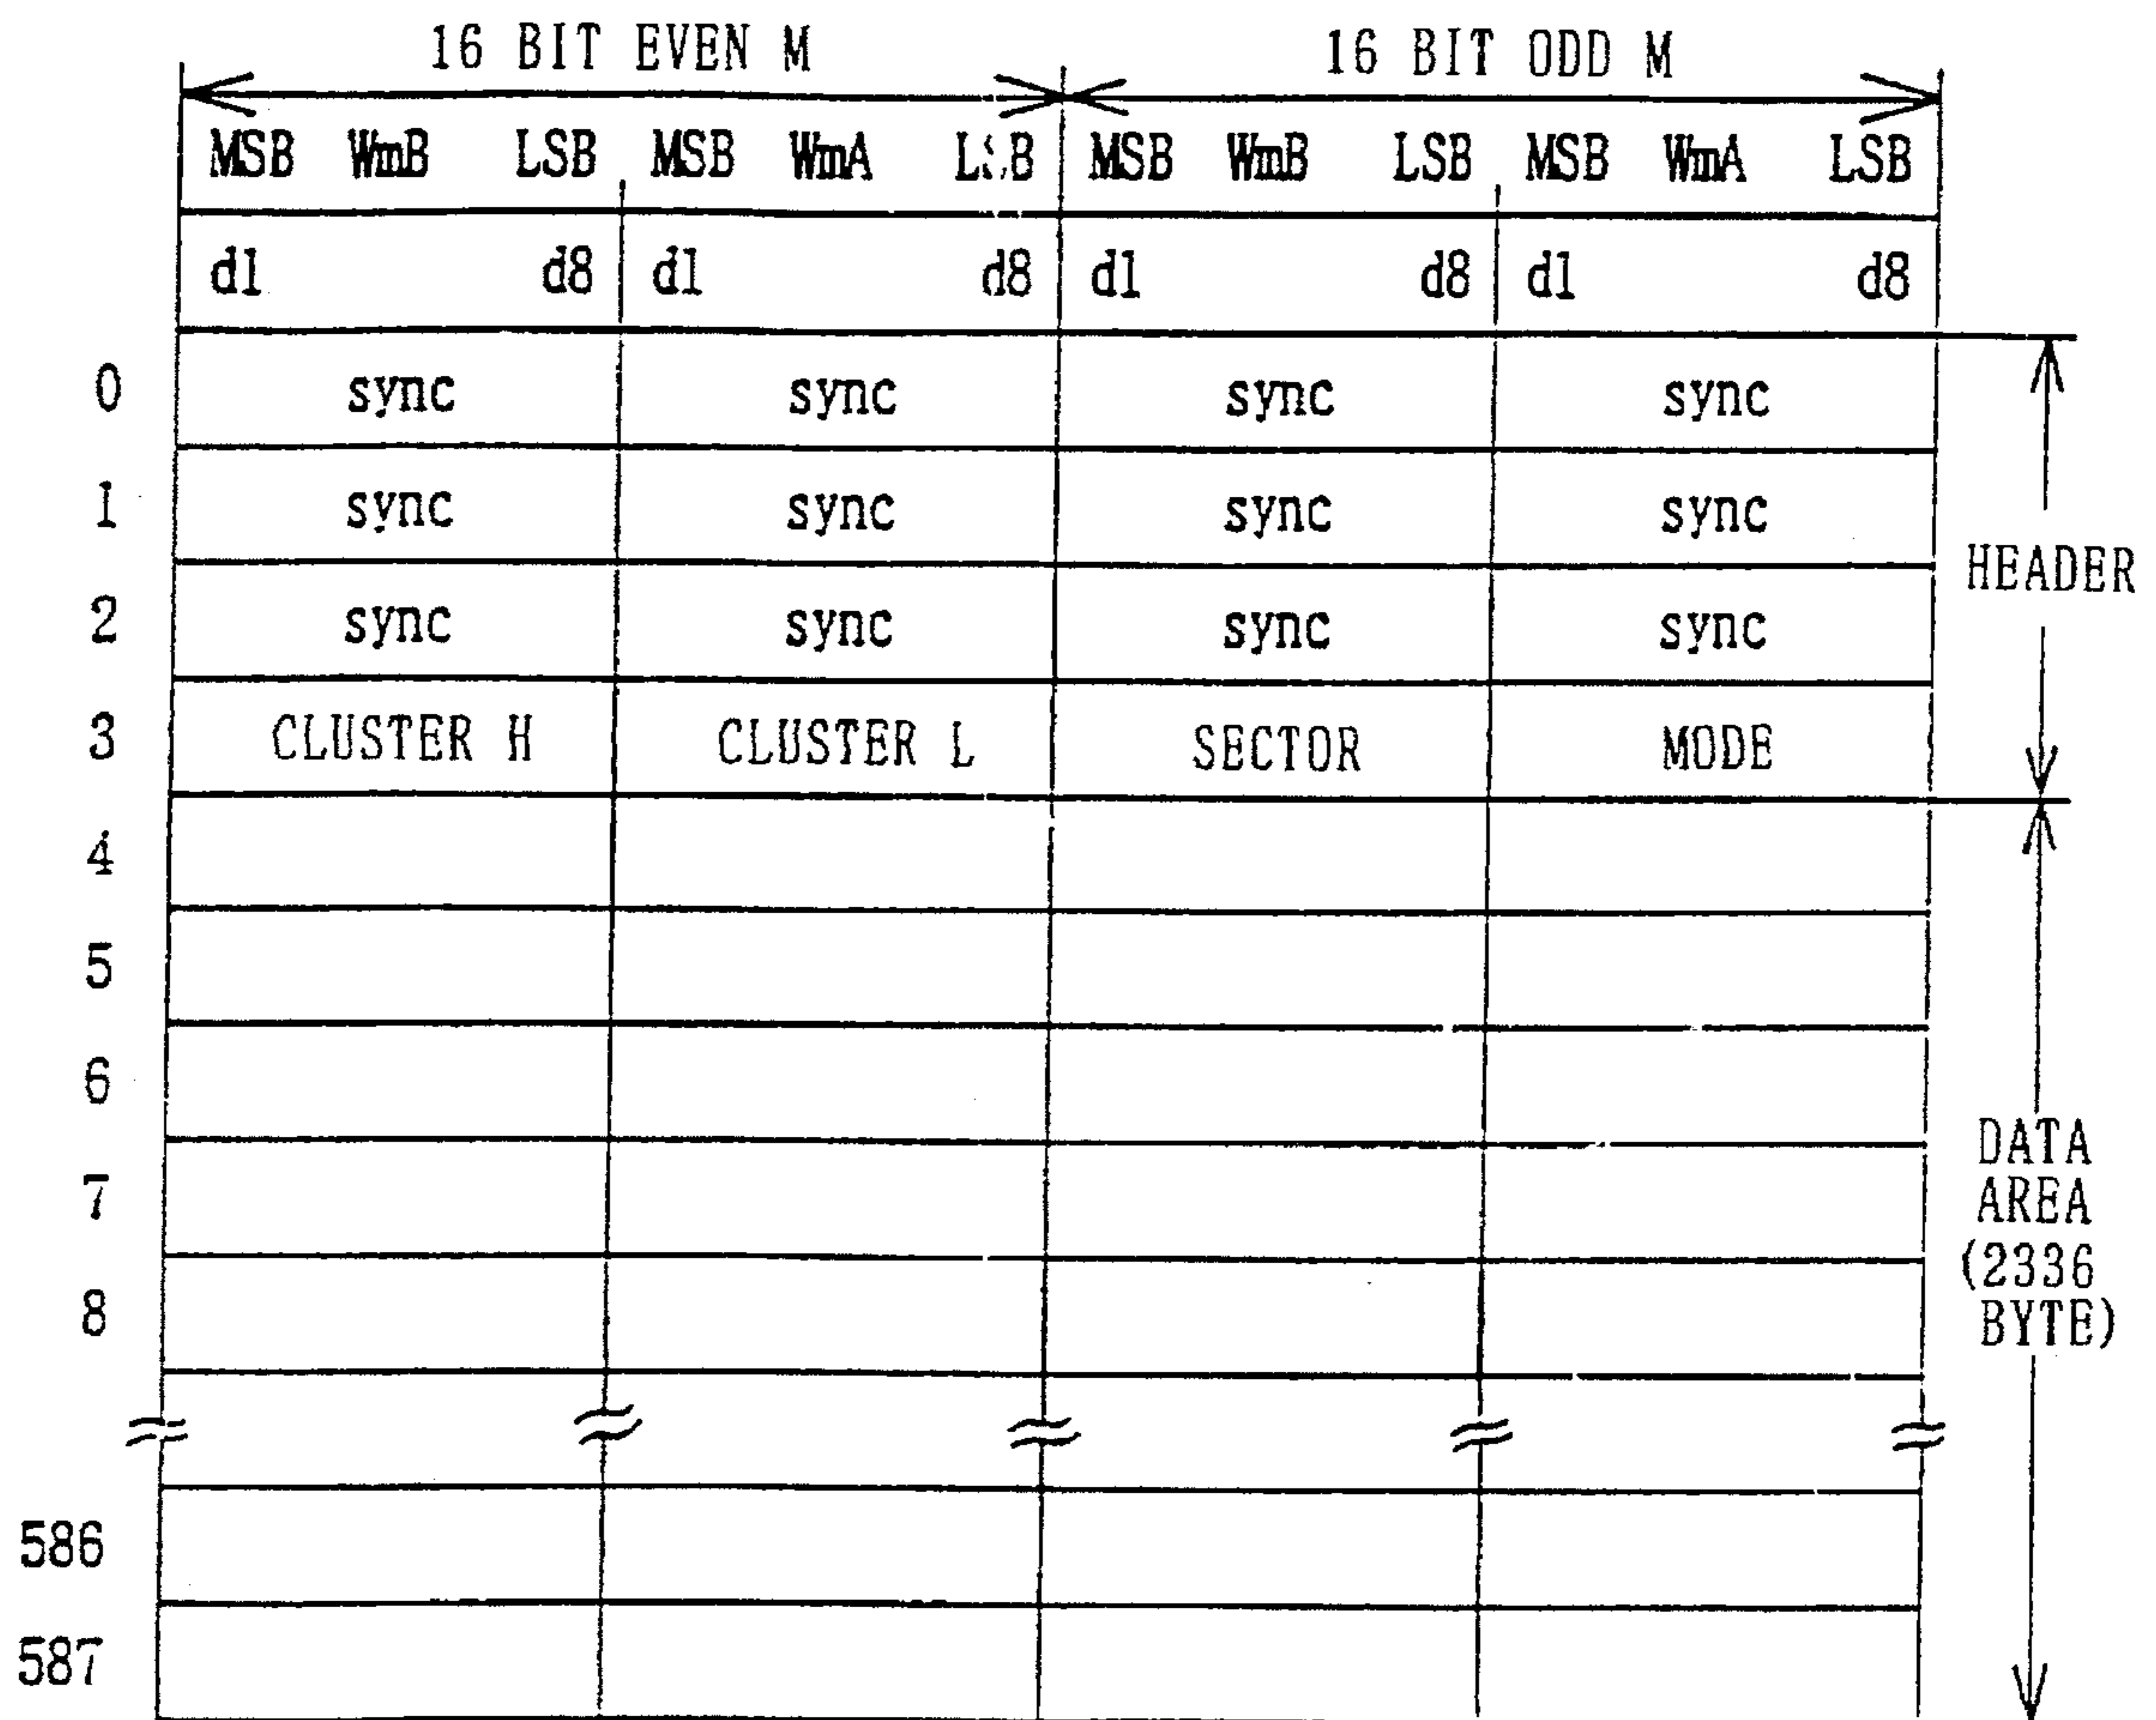 16 BIT EVEN M 16 BIT ODD M
MSB WmB LSB MSB WmA LSB MSB WmB LSB MSB WmA LSB
d1 d8 d1 d8 d1 d8 d1 d8
0 sync sync sync sync
1 sync sync sync sync
2 sync sync sync sync
HEADER
3 CLUSTER H CLUSTER L SECTOR MODE
4
5
6
7
8
DATA
AREA
(2336
BYTE)
586
587